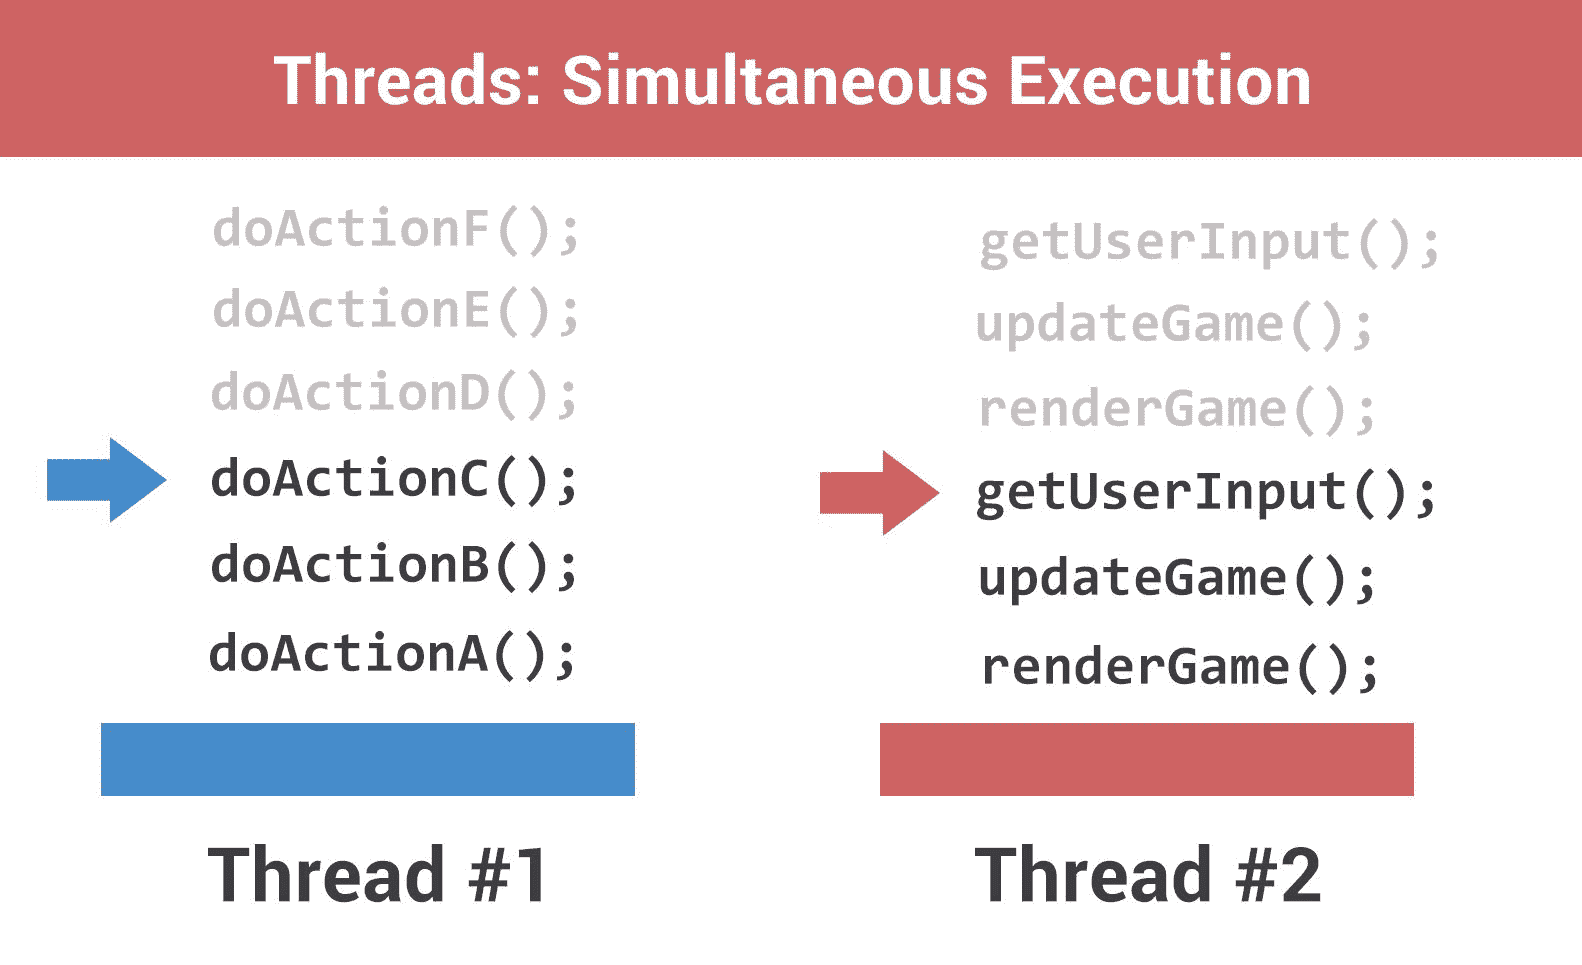 Threads: Simultaneous Execution
doActionF();
doActionE();
doActionD();
doActionC();
doActionB();
doActionA();
Thread #1
getUserInput();
updateGame();
renderGame();
getUserInput();
updateGame();
renderGame();
Thread #2